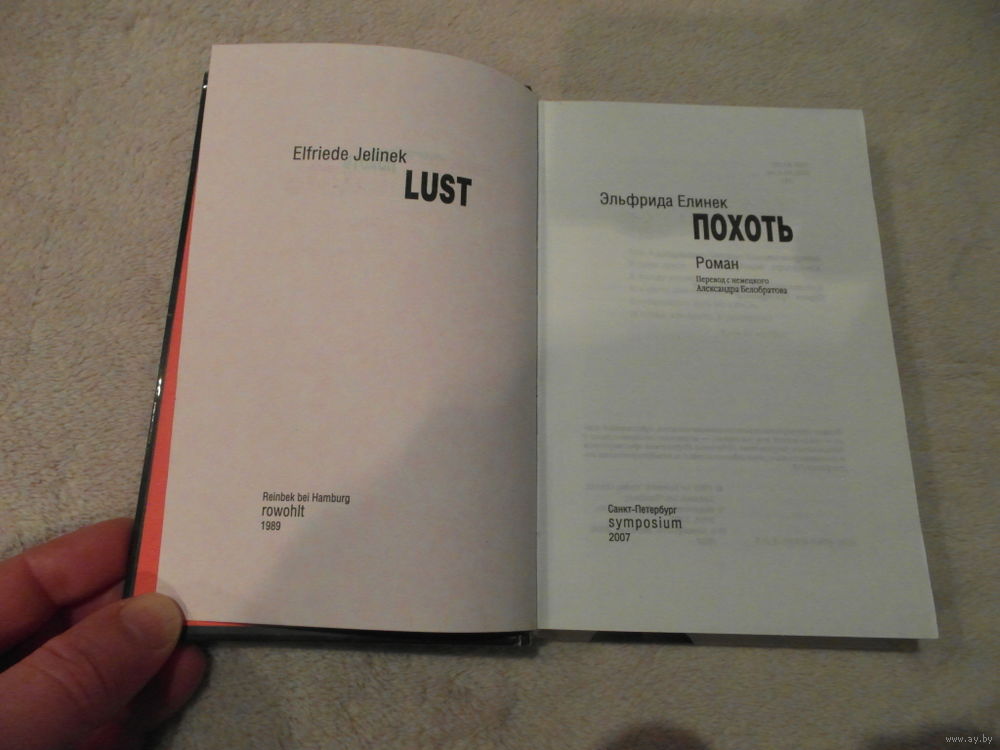 Elfriede Jelinek
LUST
Reinbek bei Hamburg
rowohlt
1989
Эльфрида Елинек
ПОХОТЬ
Роман
Перевод с немецкого
Александра Белобратова
Санкт-Петербург
symposium
2007
www.ay.by